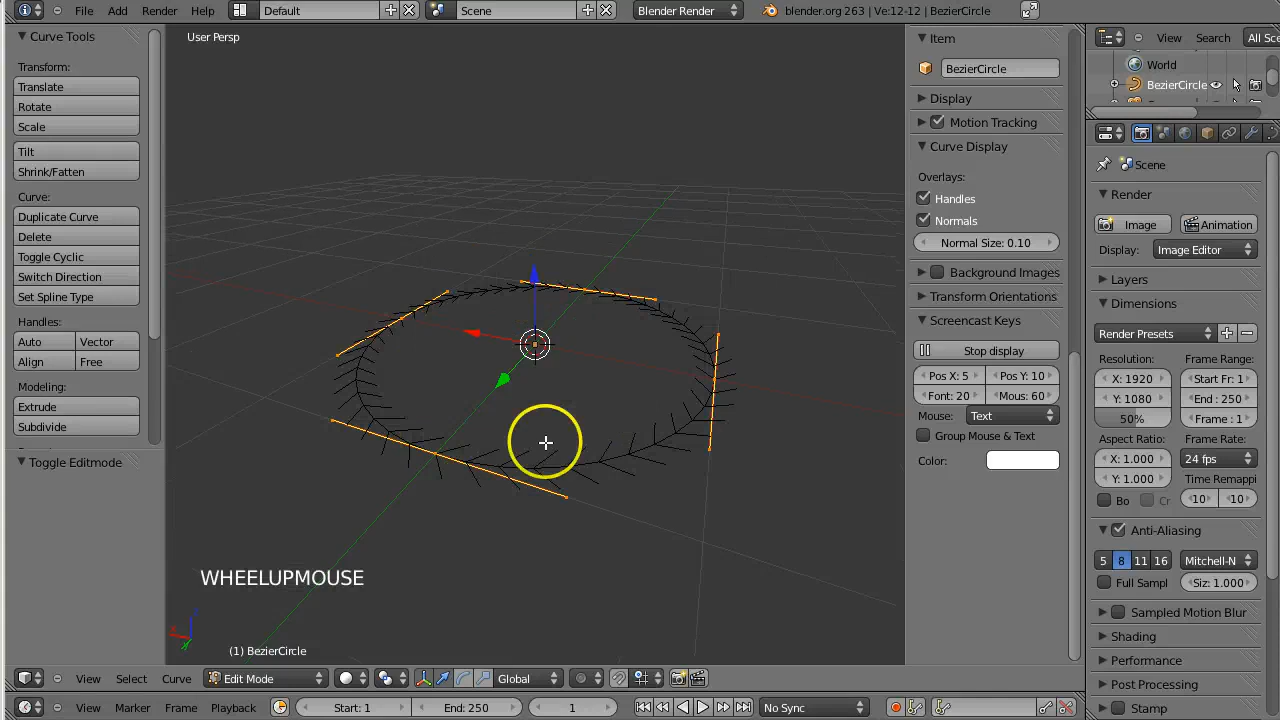 File Add Render Help Default Scene Blender Render blender.org 263 | Ve:12-12 | BezierCircle
Curve Tools
Transform:
Translate
Rotate
Scale
Tilt
Shrink/Fatten
Curve:
Duplicate Curve
Delete
Toggle Cyclic
Switch Direction
Set Spline Type
Handles:
Auto Vector
Align Free
Modeling:
Extrude
Subdivide
Toggle Editmode
User Persp
WHEELUPMOUSE
(1) BezierCircle
Item
BezierCircle
Display
Motion Tracking
Curve Display
Overlays:
Handles
Normals
Normal Size: 0.10
Background Images
Transform Orientations
Screencast Keys
Stop display
Pos X: 5 Pos Y: 10
Font: 20 Mous: 60
Mouse: Text
Group Mouse & Text
Color:
View Search All Sce
World
BezierCircle
Scene
Render
Image Animation
Display: Image Editor
Layers
Dimensions
Render Presets
Resolution: Frame Range:
X: 1920 Start Fr: 1
Y: 1080 End : 250
50% Frame : 1
Aspect Ratio: Frame Rate:
X: 1.000 24 fps
Y: 1.000 Time Remappi
Bo Cr 10 10
Anti-Aliasing
5 8 11 16 Mitchell-N
Full Sampl Siz: 1.000
Sampled Motion Blur
Shading
Performance
Post Processing
Stamp
View Select Curve Edit Mode Global
View Marker Frame Playback Start: 1 End: 250 1 No Sync